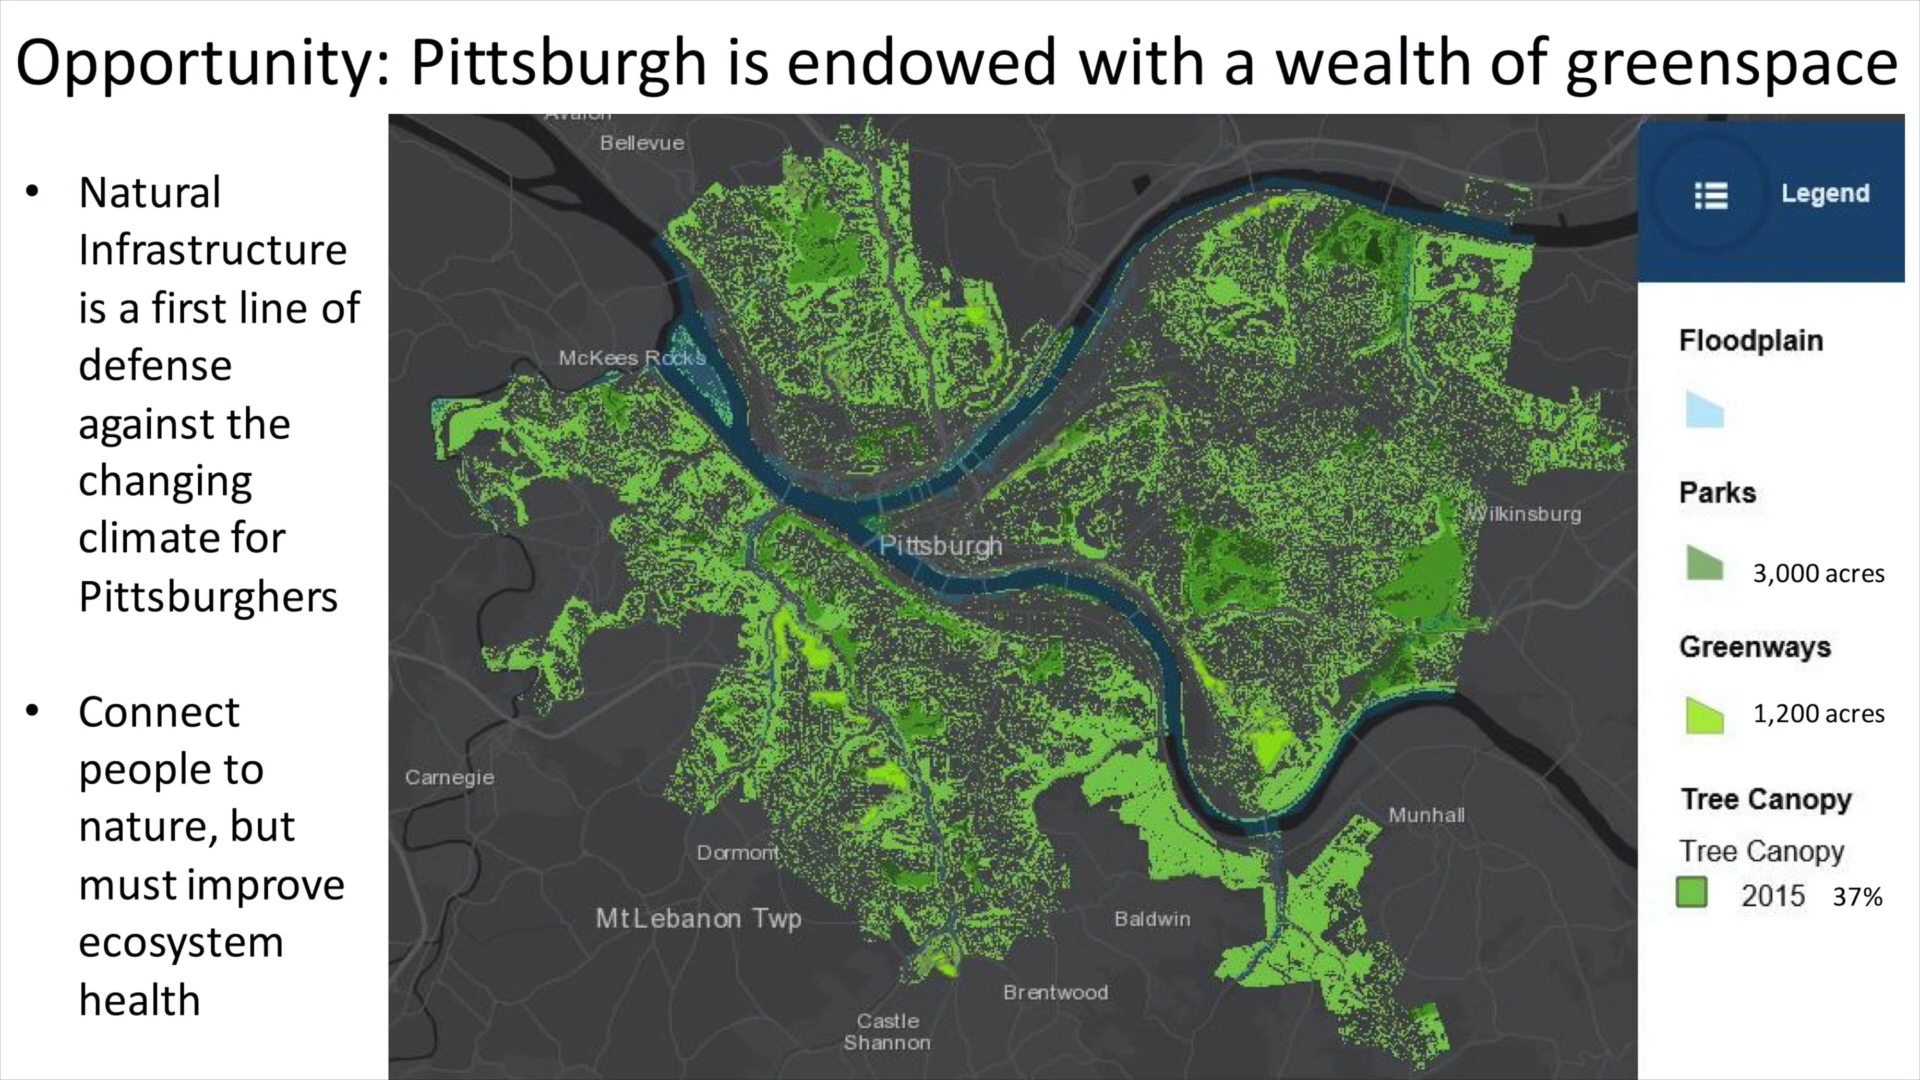 Opportunity: Pittsburgh is endowed with a wealth of greenspace
• Natural
Infrastructure
is a first line of
defense
against the
changing
climate for
Pittsburghers
• Connect
people to
nature, but
must improve
ecosystem
health
Avalon
Bellevue
McKees Rocks
Pittsburgh
Wilkinsburg
Carnegie
Munhall
Dormont
Mt Lebanon Twp
Baldwin
Brentwood
Castle
Shannon
Legend
Floodplain
Parks
3,000 acres
Greenways
1,200 acres
Tree Canopy
Tree Canopy
2015 37%